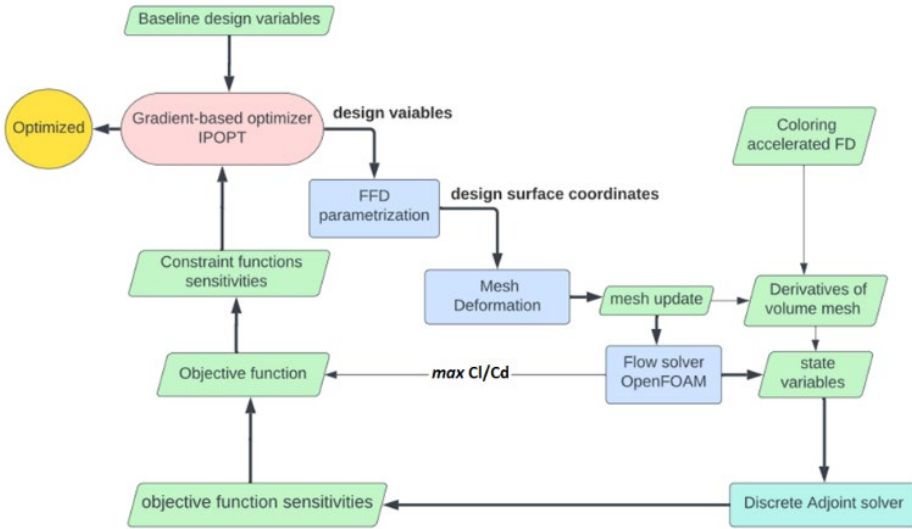 Baseline design variables
Optimized
Gradient-based optimizer
IPOPT
design vaiables
Coloring
accelerated FD
FFD
parametrization
design surface coordinates
Constraint functions
sensitivities
Mesh
Deformation
mesh update
Derivatives of
volume mesh
Objective function
max Cl/Cd
Flow solver
OpenFOAM
state
variables
objective function sensitivities
Discrete Adjoint solver